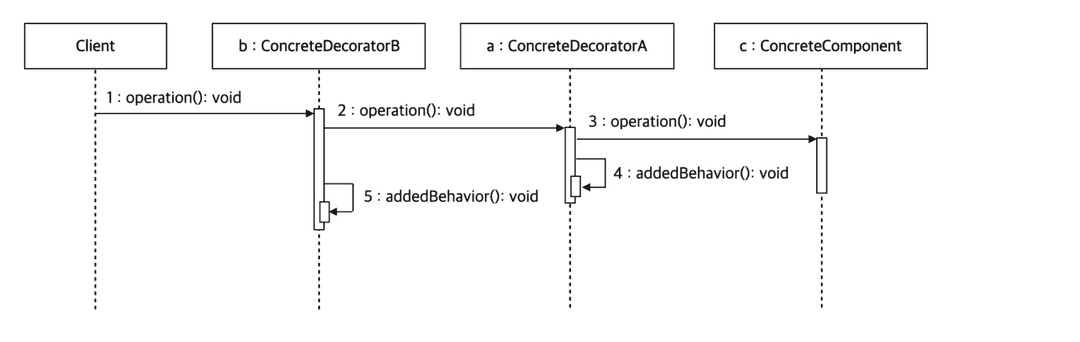 Client
b : ConcreteDecoratorB
a : ConcreteDecoratorA
c : ConcreteComponent
1 : operation(): void
2 : operation(): void
3 : operation(): void
4 : addedBehavior(): void
5 : addedBehavior(): void